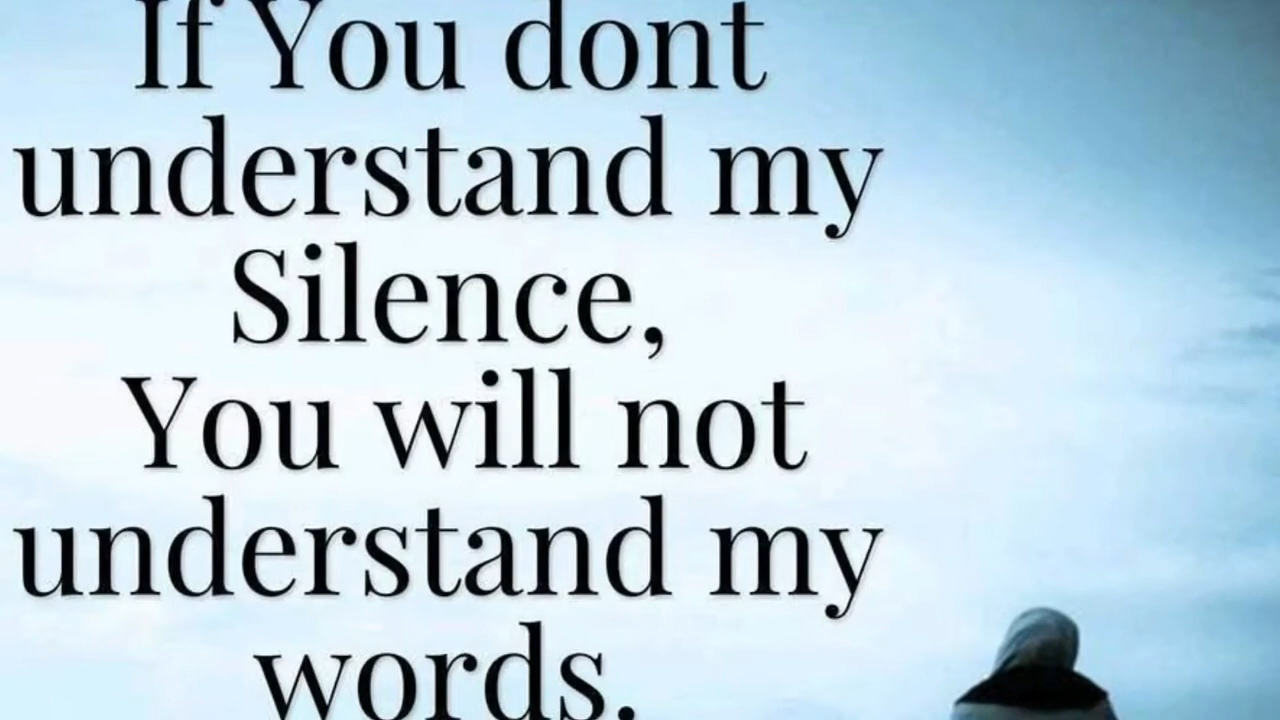 If You dont
understand my
Silence,
You will not
understand my
words.